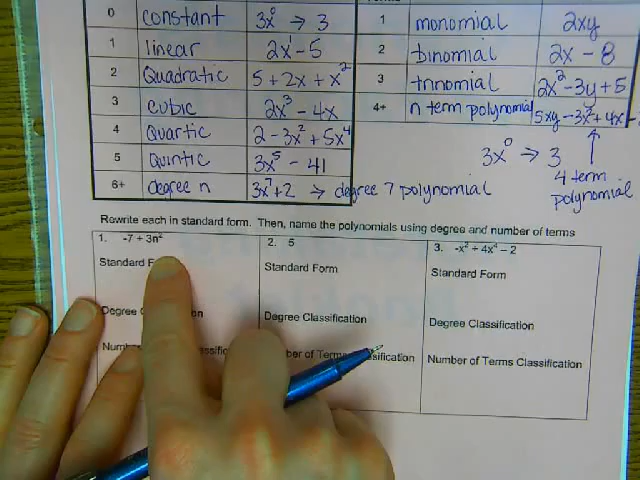 0 constant 3x⁰ → 3
1 linear 2x¹ - 5
2 Quadratic 5 + 2x + x²
3 cubic 2x³ - 4x
4 Quartic 2 - 3x² + 5x⁴
5 Quintic 3x⁵ - 41
6+ degree n 3x⁷ + 2 → degree 7 polynomial
1 monomial 2xy
2 binomial 2x - 8
3 trinomial 2x² - 3y + 5
4+ n term polynomial 5xy - 3x² + 4x -
3x⁰ → 3
4 term
polynomial
Rewrite each in standard form. Then, name the polynomials using degree and number of terms
1. -7 + 3n²
Standard
Degree
2. 5
Standard Form
Degree Classification
of Terms Classification
3. -x² + 4x⁴ - 2
Standard Form
Degree Classification
Number of Terms Classification